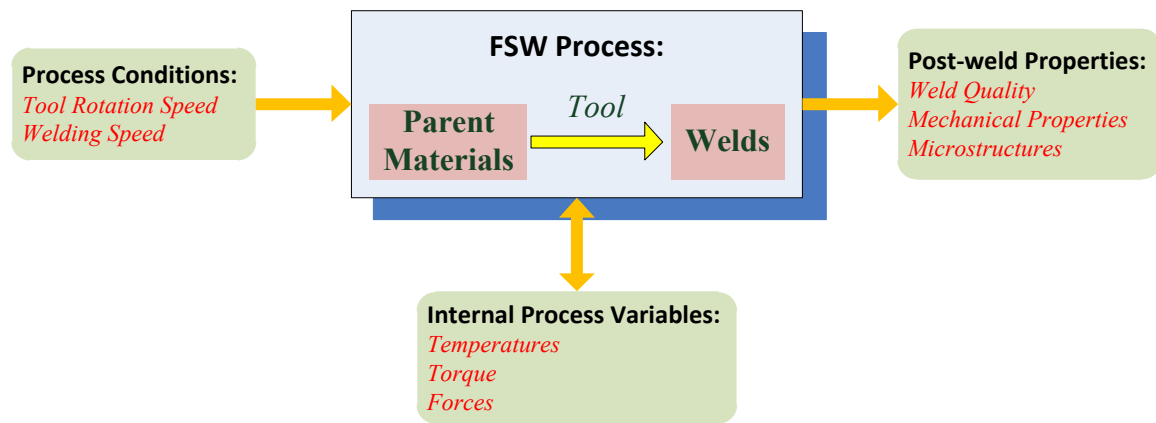 Process Conditions:
Tool Rotation Speed
Welding Speed
FSW Process:
Parent
Materials
Tool
Welds
Post-weld Properties:
Weld Quality
Mechanical Properties
Microstructures
Internal Process Variables:
Temperatures
Torque
Forces